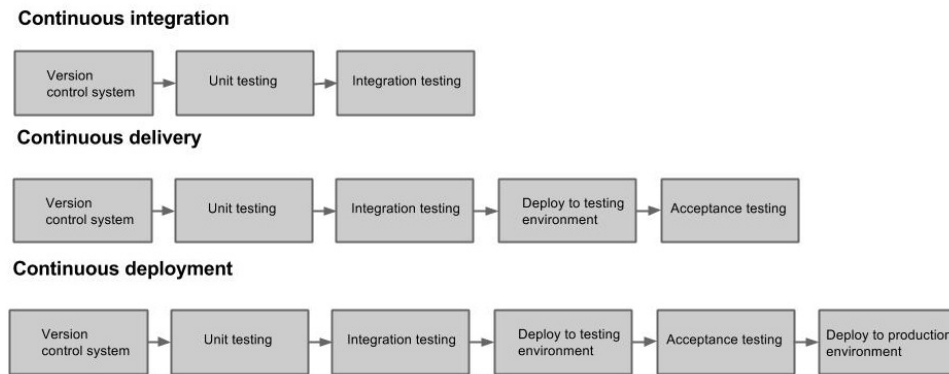 Continuous integration
Version
control system
Unit testing
Integration testing
Continuous delivery
Version
control system
Unit testing
Integration testing
Deploy to testing
environment
Acceptance testing
Continuous deployment
Version
control system
Unit testing
Integration testing
Deploy to testing
environment
Acceptance testing
Deploy to production
environment